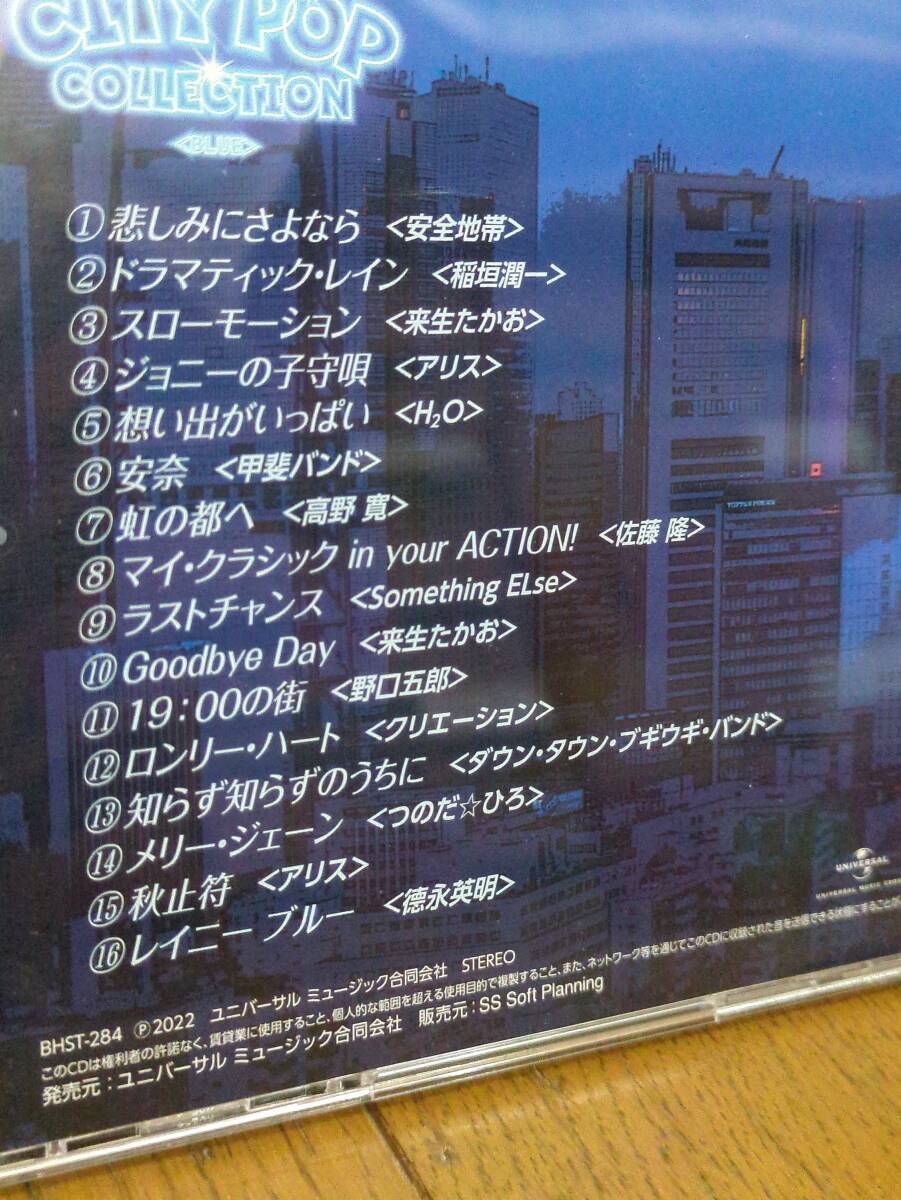 CITY POP
COLLECTION
<BLUE>
① 悲しみにさよなら <安全地帯>
② ドラマティック・レイン <稲垣潤一>
③ スローモーション <来生たかお>
④ ジョニーの子守唄 <アリス>
⑤ 想い出がいっぱい <H₂O>
⑥ 安奈 <甲斐バンド>
⑦ 虹の都へ <高野 寛>
⑧ マイ・クラシック in your ACTION! <佐藤 隆>
⑨ ラストチャンス <Something ELse>
⑩ Goodbye Day <来生たかお>
⑪ 19:00の街 <野口五郎>
⑫ ロンリー・ハート <クリエーション>
⑬ 知らず知らずのうちに <ダウン・タウン・ブギウギ・バンド>
⑭ メリー・ジェーン <つのだ☆ひろ>
⑮ 秋止符 <アリス>
⑯ レイニー ブルー <德永英明>
UNIVERSAL
UNIVERSAL MUSIC
BHST-284 Ⓟ2022 ユニバーサル ミュージック合同会社 STEREO
このCDは権利者の許諾なく、賃貸業に使用すること、個人的な範囲を超える使用目的で複製すること、また、ネットワーク等を通じてこのCDに収録された音を送信できる状態にすることが
発売元：ユニバーサル ミュージック合同会社 販売元：SS Soft Planning